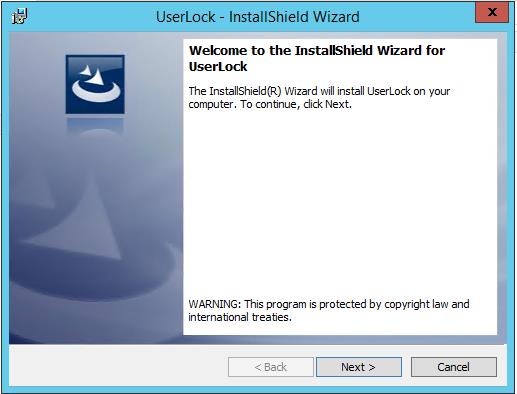 UserLock - InstallShield Wizard
x
Welcome to the InstallShield Wizard for
UserLock
The InstallShield(R) Wizard will install UserLock on your
computer. To continue, click Next.
WARNING: This program is protected by copyright law and
international treaties.
< Back
Next >
Cancel